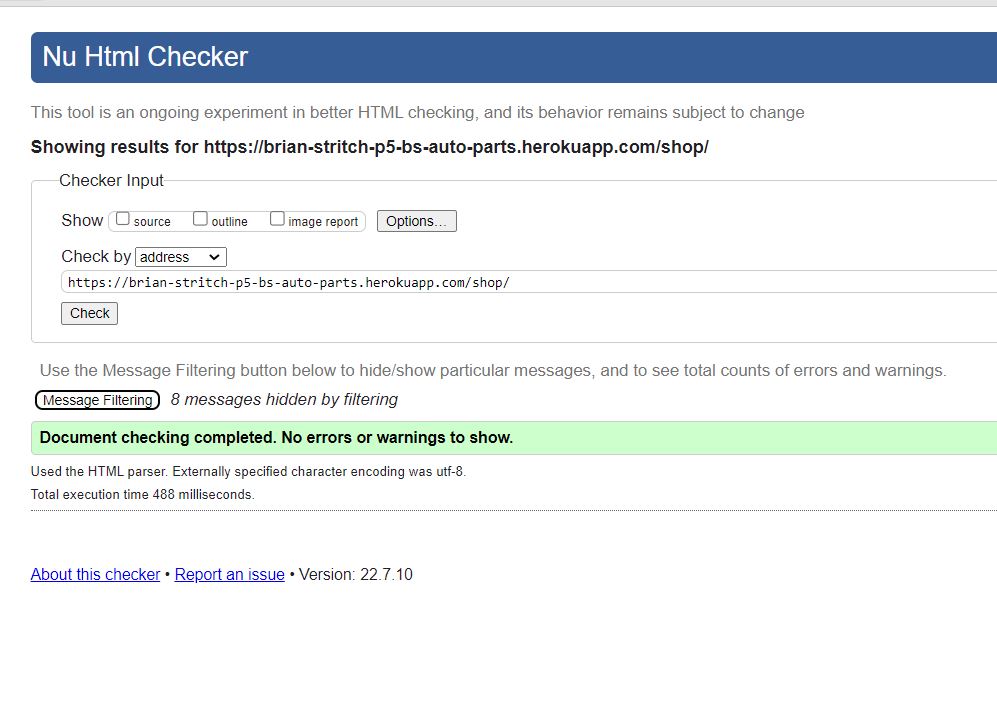 Nu Html Checker
This tool is an ongoing experiment in better HTML checking, and its behavior remains subject to change
Showing results for https://brian-stritch-p5-bs-auto-parts.herokuapp.com/shop/
Checker Input
Show source outline image report Options...
Check by address
https://brian-stritch-p5-bs-auto-parts.herokuapp.com/shop/
Check
Use the Message Filtering button below to hide/show particular messages, and to see total counts of errors and warnings.
Message Filtering 8 messages hidden by filtering
Document checking completed. No errors or warnings to show.
Used the HTML parser. Externally specified character encoding was utf-8.
Total execution time 488 milliseconds.
About this checker • Report an issue • Version: 22.7.10